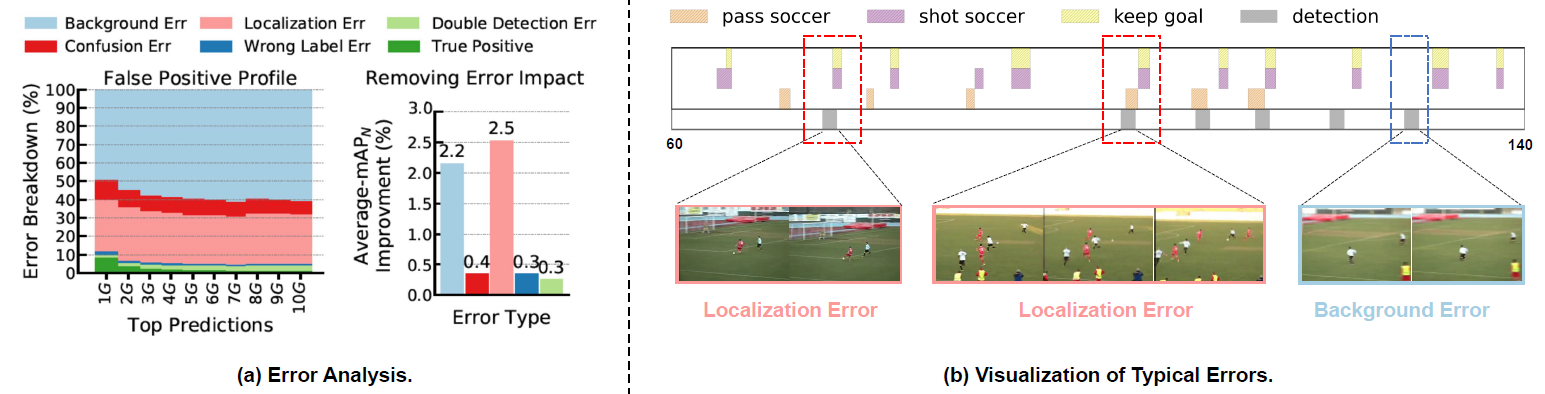 Background Err Localization Err Double Detection Err
Confusion Err Wrong Label Err True Positive
False Positive Profile
Error Breakdown (%)
100
90
80
70
60
50
40
30
20
10
0
1G 2G 3G 4G 5G 6G 7G 8G 9G 10G
Top Predictions
Removing Error Impact
Average-mAP_N
Improvment (%)
3.0
2.5
2.0
1.5
1.0
0.5
0.0
2.2 0.4 2.5 0.3 0.3
Error Type
(a) Error Analysis.
pass soccer shot soccer keep goal detection
60 140
Localization Error Localization Error Background Error
(b) Visualization of Typical Errors.